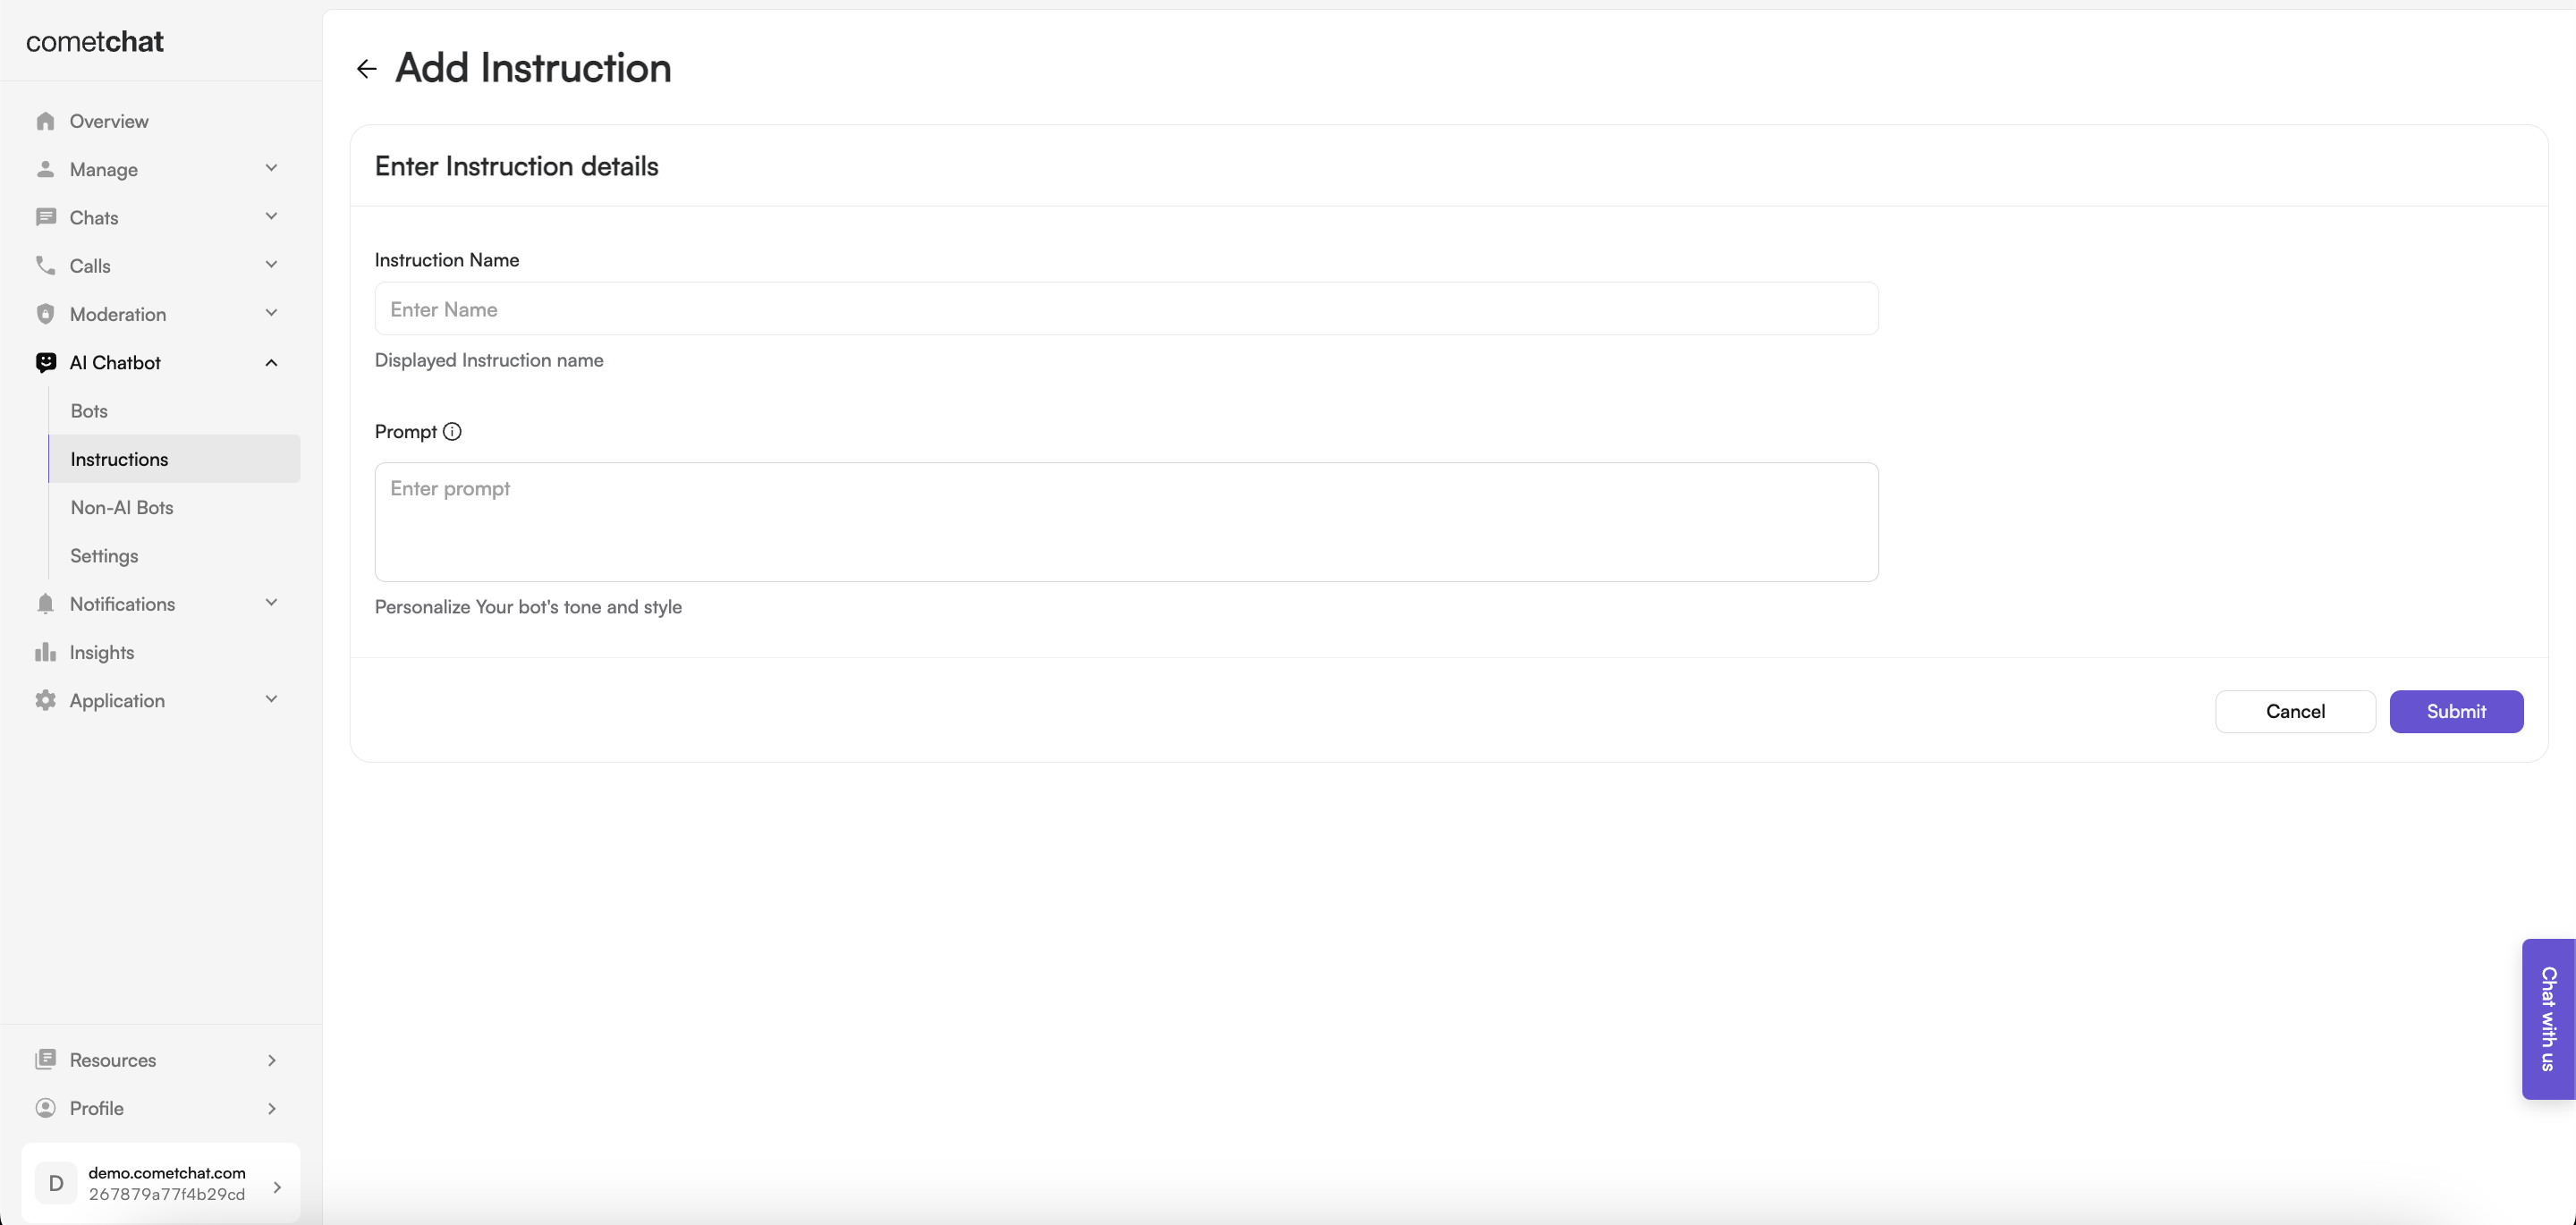 cometchat
Overview
Manage
Chats
Calls
Moderation
AI Chatbot
Bots
Instructions
Non-AI Bots
Settings
Notifications
Insights
Application
Resources
Profile
D
demo.cometchat.com
267879a77f4b29cd
Add Instruction
Enter Instruction details
Instruction Name
Enter Name
Displayed Instruction name
Prompt
Enter prompt
Personalize Your bot's tone and style
Cancel
Submit
Chat with us